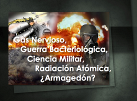 Gas Nervioso,
Guerra Bacteriológica,
Ciencia Militar,
Radiación Atómica,
¿Armagedón?